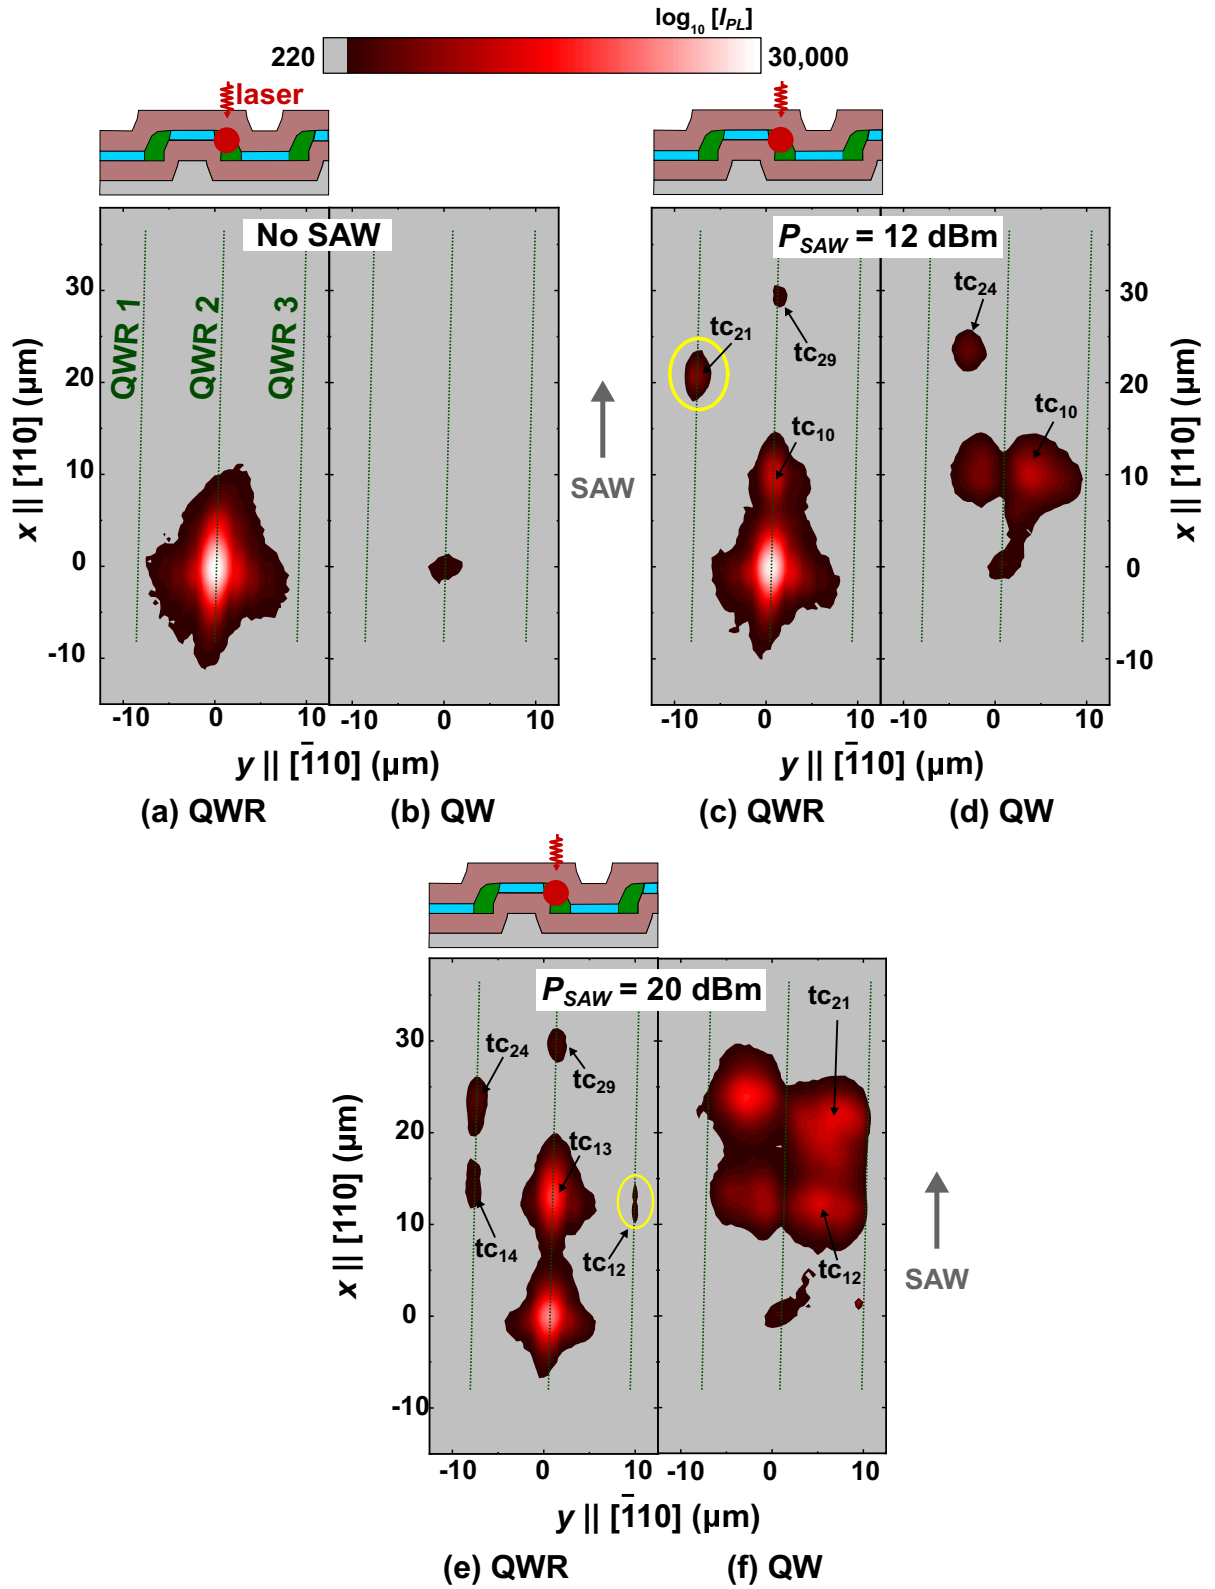 log₁₀ [I_PL]
220
30,000
laser
No SAW
P_SAW = 12 dBm
QWR 1
QWR 2
QWR 3
tc₂₁
tc₂₉
tc₁₀
tc₂₄
tc₁₀
30
20
10
0
-10
x || [110] (µm)
SAW
30
20
10
0
-10
x || [110] (µm)
-10 0 10
-10 0 10
-10 0 10
-10 0 10
y || [1̄10] (µm)
y || [1̄10] (µm)
(a) QWR
(b) QW
(c) QWR
(d) QW
P_SAW = 20 dBm
tc₂₄
tc₂₉
tc₁₃
tc₁₄
tc₁₂
tc₂₁
tc₁₂
30
20
10
0
-10
x || [110] (µm)
SAW
-10 0 10
-10 0 10
y || [1̄10] (µm)
(e) QWR
(f) QW